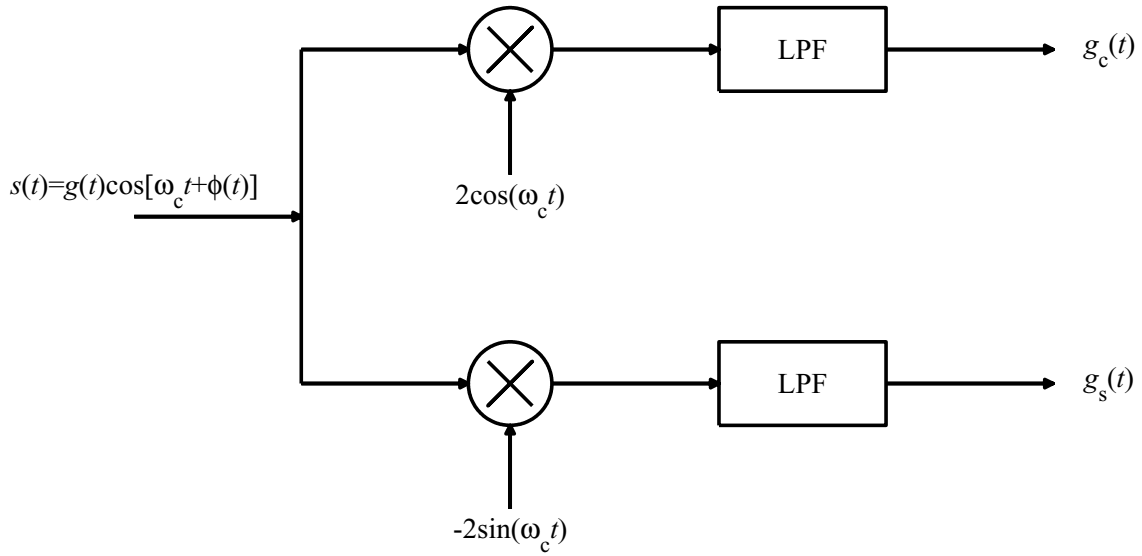 LPF
g_c(t)
s(t)=g(t)cos[ω_c t+ϕ(t)]
2cos(ω_c t)
LPF
g_s(t)
-2sin(ω_c t)